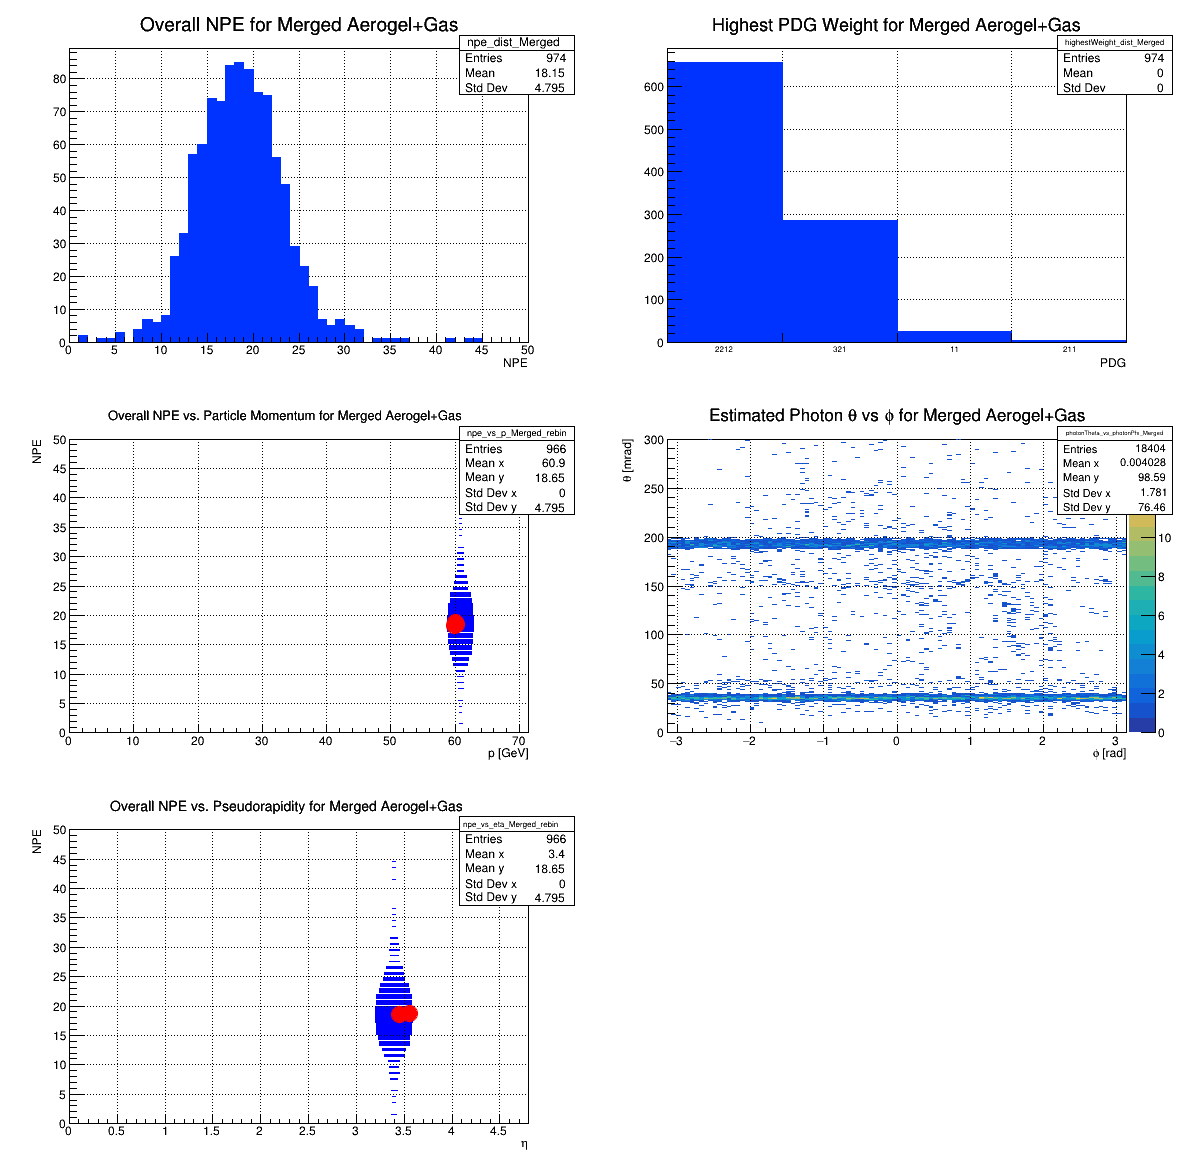 Overall NPE for Merged Aerogel+Gas
npe_dist_Merged
Entries 974
Mean 18.15
Std Dev 4.795
80
70
60
50
40
30
20
10
0
0 5 10 15 20 25 30 35 40 45 50
NPE
Highest PDG Weight for Merged Aerogel+Gas
highestWeight_dist_Merged
Entries 974
Mean 0
Std Dev 0
600
500
400
300
200
100
0
2212 321 11 211
PDG
Overall NPE vs. Particle Momentum for Merged Aerogel+Gas
npe_vs_p_Merged_rebin
Entries 966
Mean x 60.9
Mean y 18.65
Std Dev x 0
Std Dev y 4.795
NPE
50
45
40
35
30
25
20
15
10
5
0
0 10 20 30 40 50 60 70
p [GeV]
Estimated Photon θ vs ϕ for Merged Aerogel+Gas
photonTheta_vs_photonPhi_Merged
Entries 18404
Mean x 0.004028
Mean y 98.59
Std Dev x 1.781
Std Dev y 76.46
θ [mrad]
300
250
200
150
100
50
0
−3 −2 −1 0 1 2 3
ϕ [rad]
10
8
6
4
2
0
Overall NPE vs. Pseudorapidity for Merged Aerogel+Gas
npe_vs_eta_Merged_rebin
Entries 966
Mean x 3.4
Mean y 18.65
Std Dev x 0
Std Dev y 4.795
NPE
50
45
40
35
30
25
20
15
10
5
0
0 0.5 1 1.5 2 2.5 3 3.5 4 4.5
η